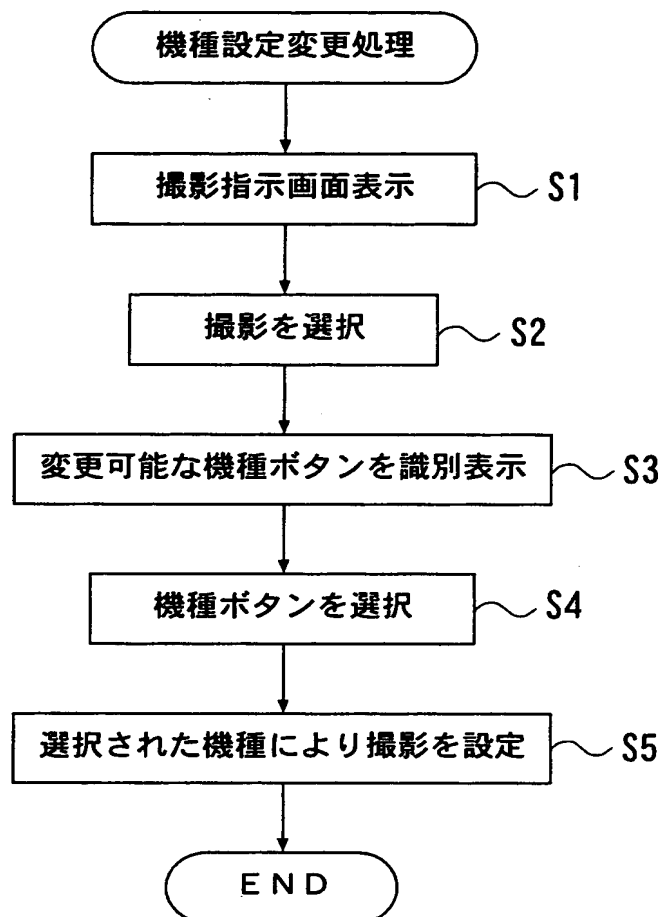 機種設定変更処理
撮影指示画面表示 S1
撮影を選択 S2
変更可能な機種ボタンを識別表示 S3
機種ボタンを選択 S4
選択された機種により撮影を設定 S5
END